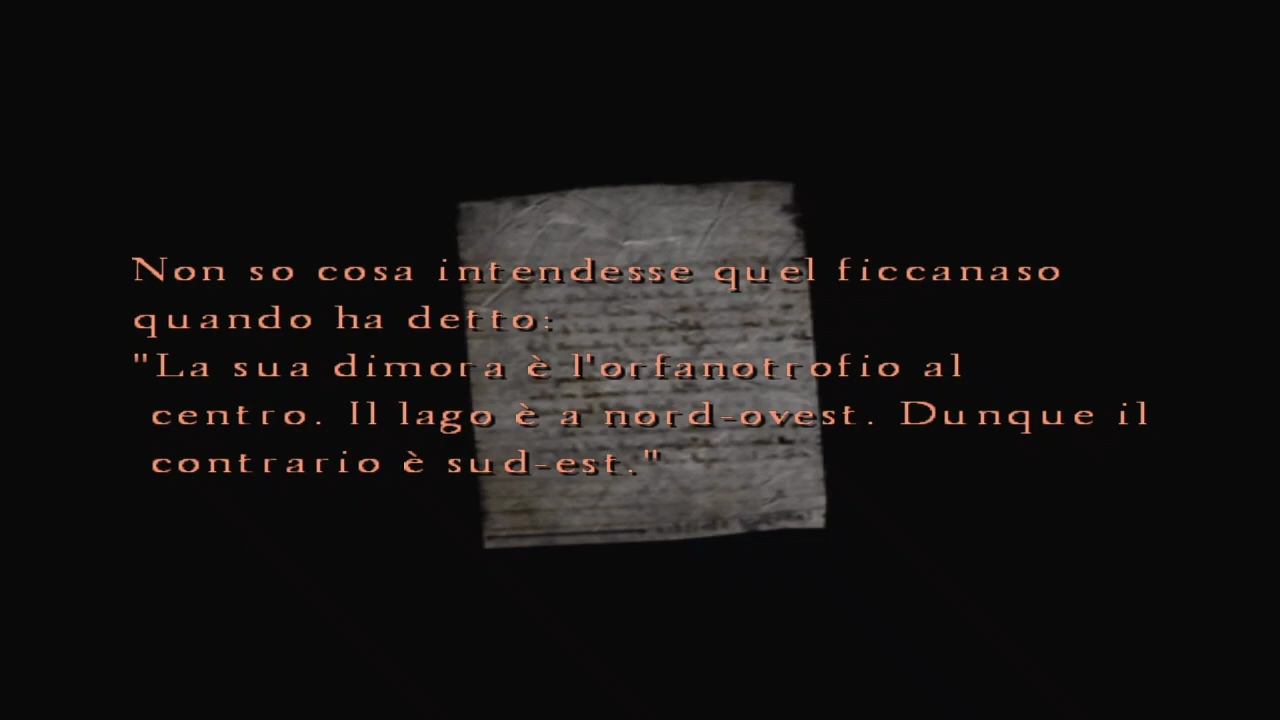 Non so cosa intendesse quel ficcanaso
quando ha detto:
"La sua dimora è l'orfanotrofio al
centro. Il lago è a nord-ovest. Dunque il
contrario è sud-est."